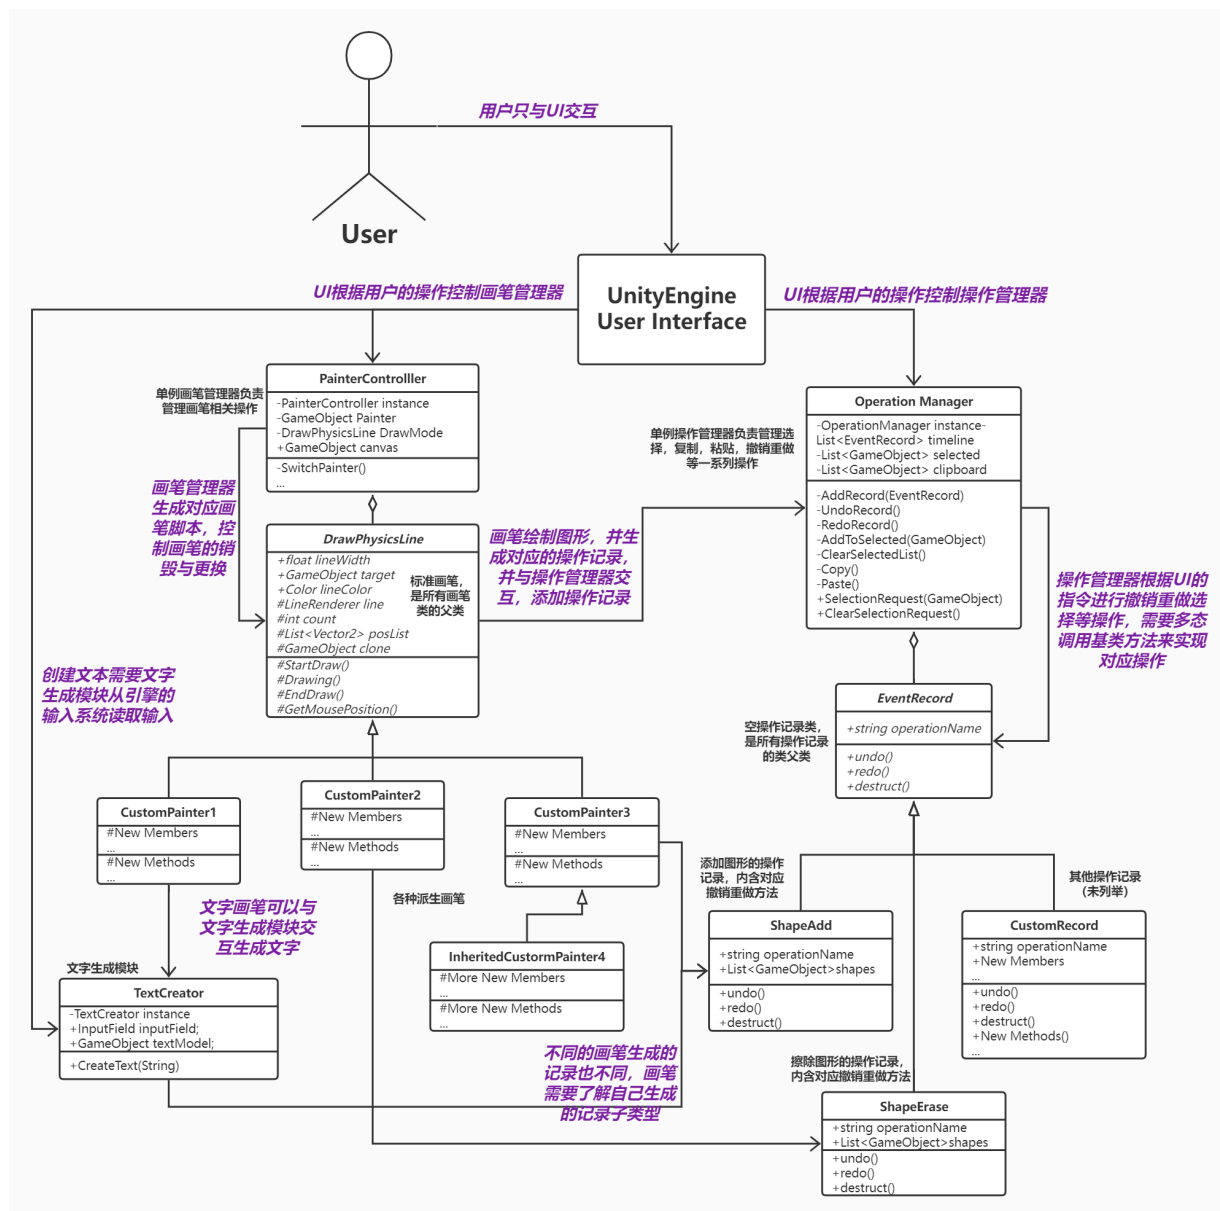 用户只与UI交互
User
UnityEngine
User Interface
UI根据用户的操作控制画笔管理器
UI根据用户的操作控制操作管理器
单例画笔管理器负责
管理画笔相关操作
PainterControlller
-PainterController instance
-GameObject Painter
-DrawPhysicsLine DrawMode
+GameObject canvas
-SwitchPainter()
...
画笔管理器
生成对应画
笔脚本，控
制画笔的销
毁与更换
DrawPhysicsLine
+float lineWidth
+GameObject target
+Color lineColor
#LineRenderer line
#int count
#List<Vector2> posList
#GameObject clone
#StartDraw()
#Drawing()
#EndDraw()
#GetMousePosition()
标准画笔，
是所有画笔
类的父类
画笔绘制图形，并生
成对应的操作记录，
并与操作管理器交
互，添加操作记录
单例操作管理器负责管理选
择，复制，粘贴，撤销重做
等一系列操作
Operation Manager
-OperationManager instance-
List<EventRecord> timeline
-List<GameObject> selected
-List<GameObject> clipboard
-AddRecord(EventRecord)
-UndoRecord()
-RedoRecord()
-AddToSelected(GameObject)
-ClearSelectedList()
-Copy()
-Paste()
+SelectionRequest(GameObject)
+ClearSelectionRequest()
操作管理器根据UI的
指令进行撤销重做选
择等操作，需要多态
调用基类方法来实现
对应操作
创建文本需要文字
生成模块从引擎的
输入系统读取输入
空操作记录类，
是所有操作记录
的类父类
EventRecord
+string operationName
+undo()
+redo()
+destruct()
CustomPainter1
#New Members
...
#New Methods
...
CustomPainter2
#New Members
...
#New Methods
...
CustomPainter3
#New Members
...
#New Methods
...
各种派生画笔
文字画笔可以与
文字生成模块交
互生成文字
InheritedCustormPainter4
#More New Members
...
#More New Methods
...
添加图形的操作
记录，内含对应
撤销重做方法
ShapeAdd
+string operationName
+List<GameObject>shapes
+undo()
+redo()
+destruct()
其他操作记录
（未列举）
CustomRecord
+string operationName
+New Members
...
+undo()
+redo()
+destruct()
+New Methods()
...
文字生成模块
TextCreator
-TextCreator instance
+InputField inputField;
+GameObject textModel;
+CreateText(String)
不同的画笔生成的
记录也不同，画笔
需要了解自己生成
的记录子类型
擦除图形的操作记录，
内含对应撤销重做方法
ShapeErase
+string operationName
+List<GameObject>shapes
+undo()
+redo()
+destruct()